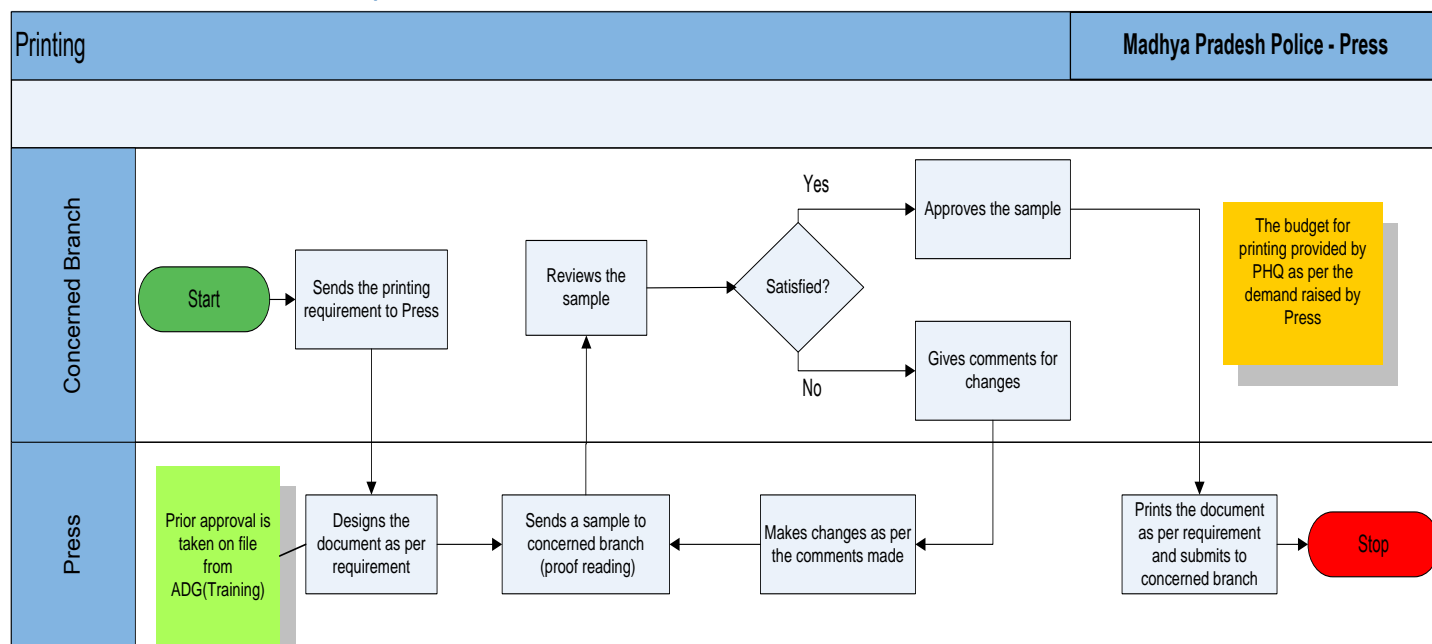 Printing
Madhya Pradesh Police - Press
Concerned Branch
Start
Sends the printing
requirement to Press
Reviews the
sample
Satisfied?
Yes
No
Approves the sample
Gives comments for
changes
The budget for
printing provided by
PHQ as per the
demand raised by
Press
Press
Prior approval is
taken on file
from
ADG(Training)
Designs the
document as per
requirement
Sends a sample to
concerned branch
(proof reading)
Makes changes as per
the comments made
Prints the document
as per requirement
and submits to
concerned branch
Stop